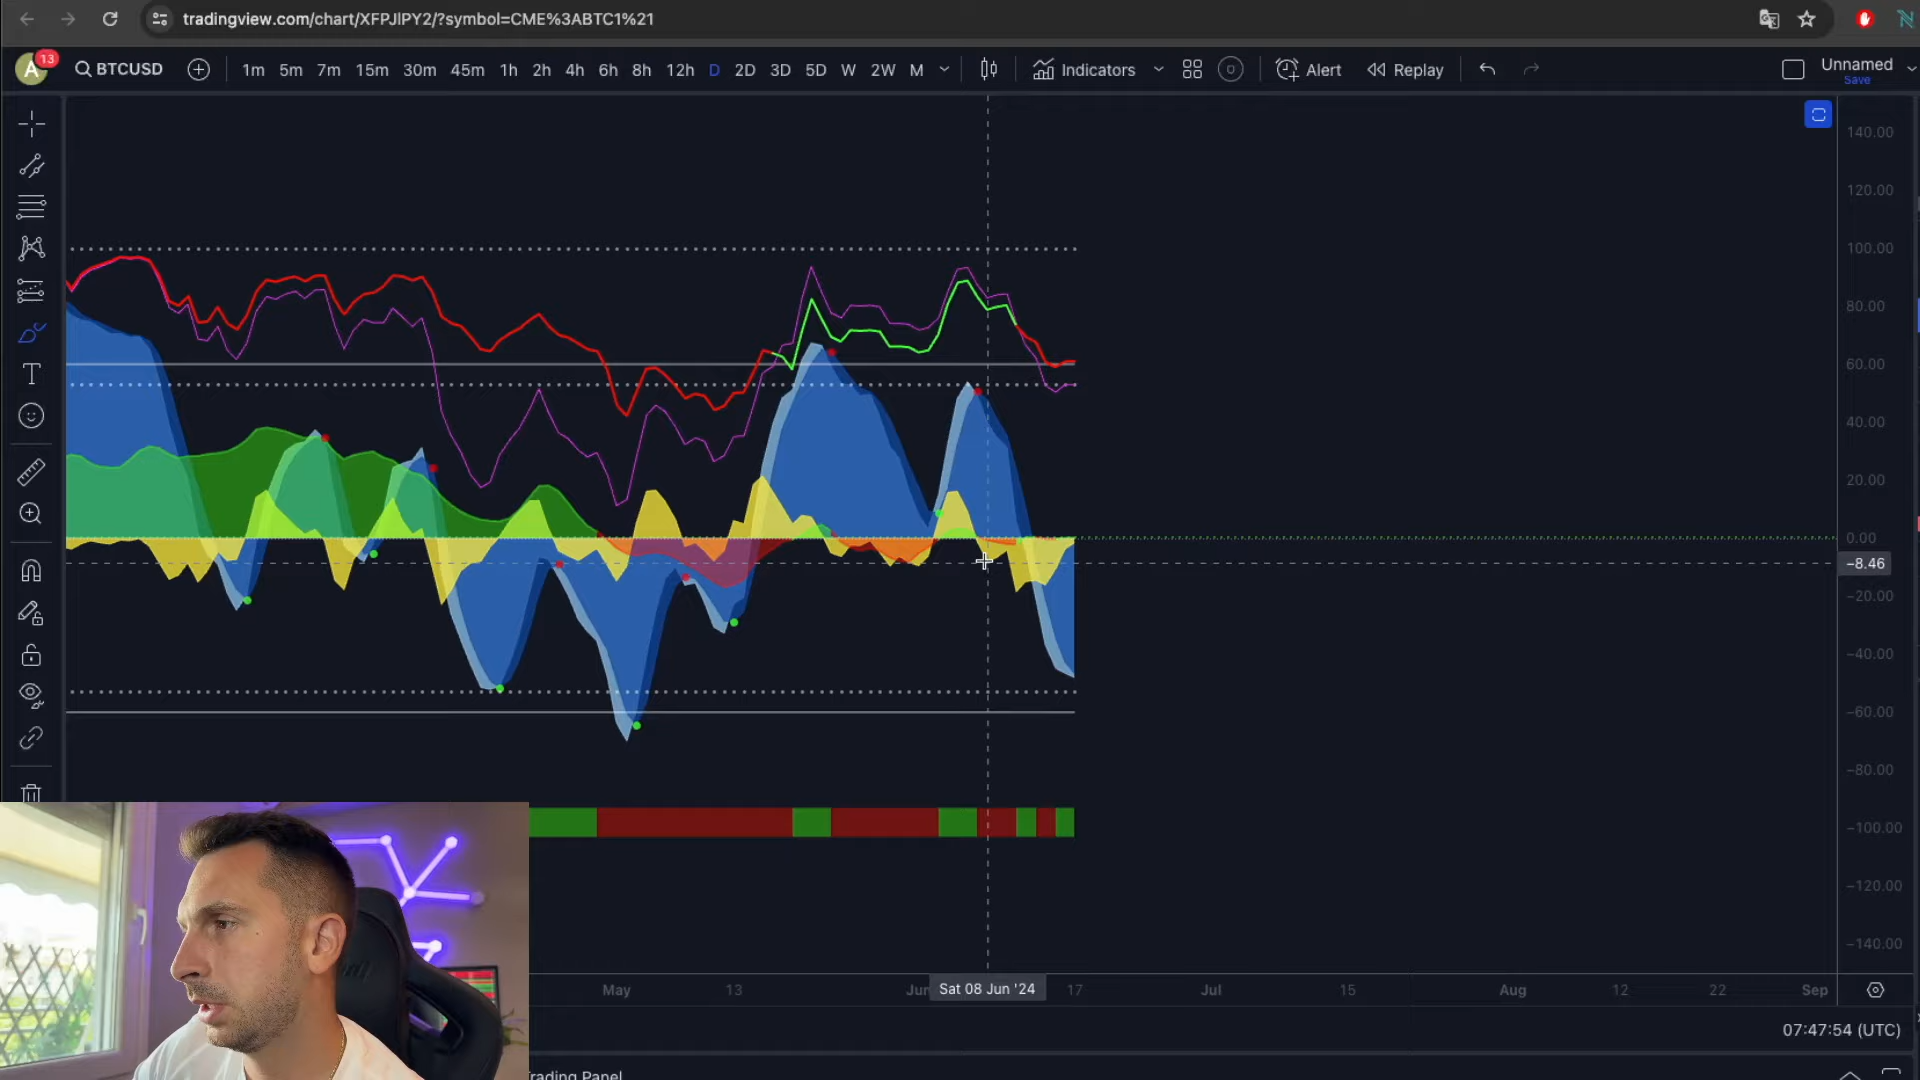 tradingview.com/chart/XFPJlPY2/?symbol=CME%3ABTC1%21
A 13 BTCUSD 1m 5m 7m 15m 30m 45m 1h 2h 4h 6h 8h 12h D 2D 3D 5D W 2W M Indicators Alert Replay Unnamed
Save
140.00
120.00
100.00
80.00
60.00
40.00
20.00
0.00
−8.46
−20.00
−40.00
−60.00
−80.00
−100.00
−120.00
−140.00
May 13 Jun Sat 08 Jun '24 17 Jul 15 Aug 12 22 Sep
07:47:54 (UTC)
Trading Panel